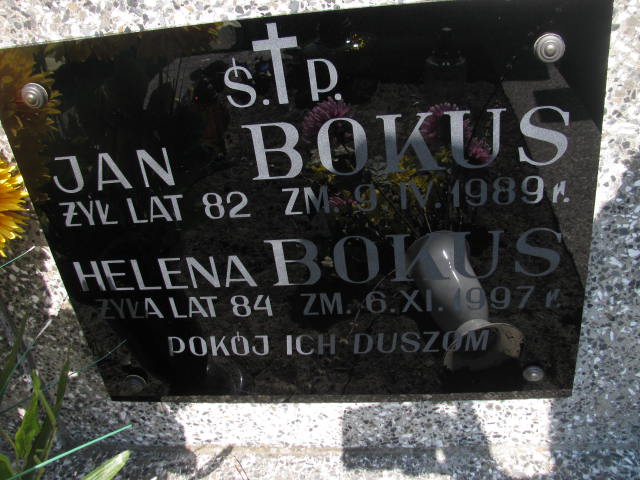 Ś.†P.
JAN BOKUS
ŻYŁ LAT 82 ZM. 9.IV.1989 r.
HELENA BOKUS
ŻYŁA LAT 84 ZM. 6.XI.1997 r.
POKÓJ ICH DUSZOM